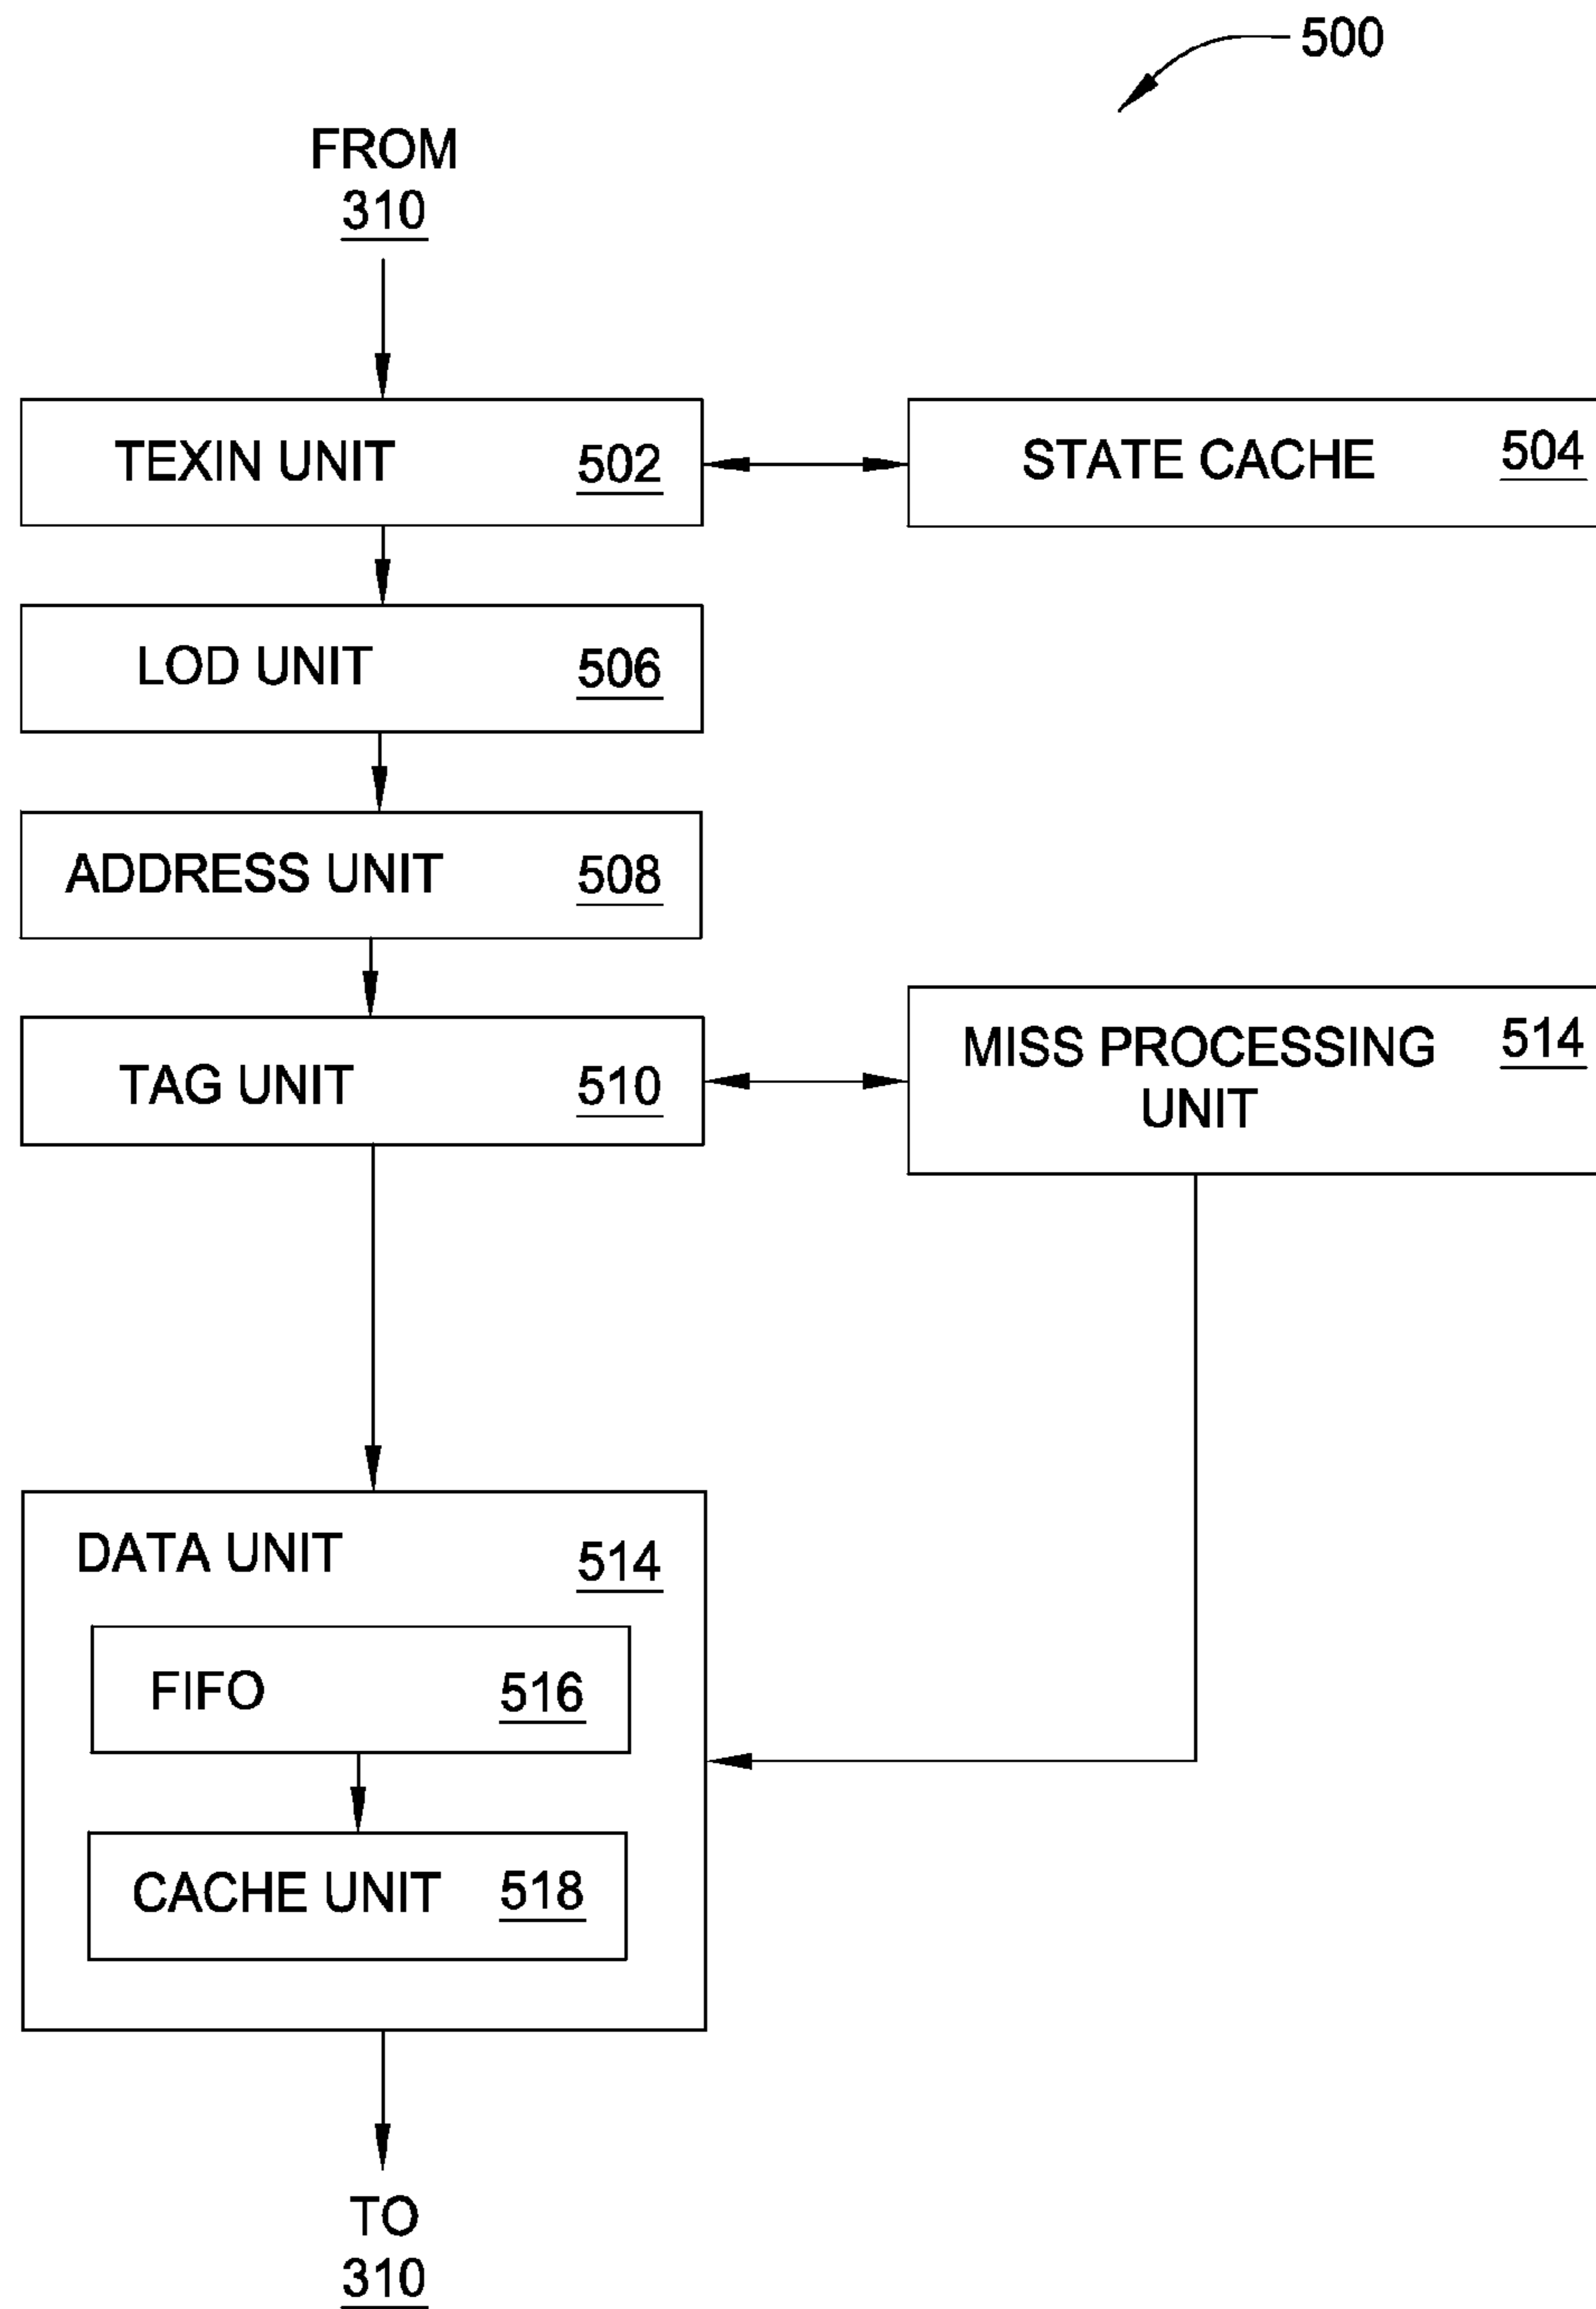 500
FROM
310
TEXIN UNIT 502
STATE CACHE 504
LOD UNIT 506
ADDRESS UNIT 508
TAG UNIT 510
MISS PROCESSING 514
UNIT
DATA UNIT 514
FIFO 516
CACHE UNIT 518
TO
310